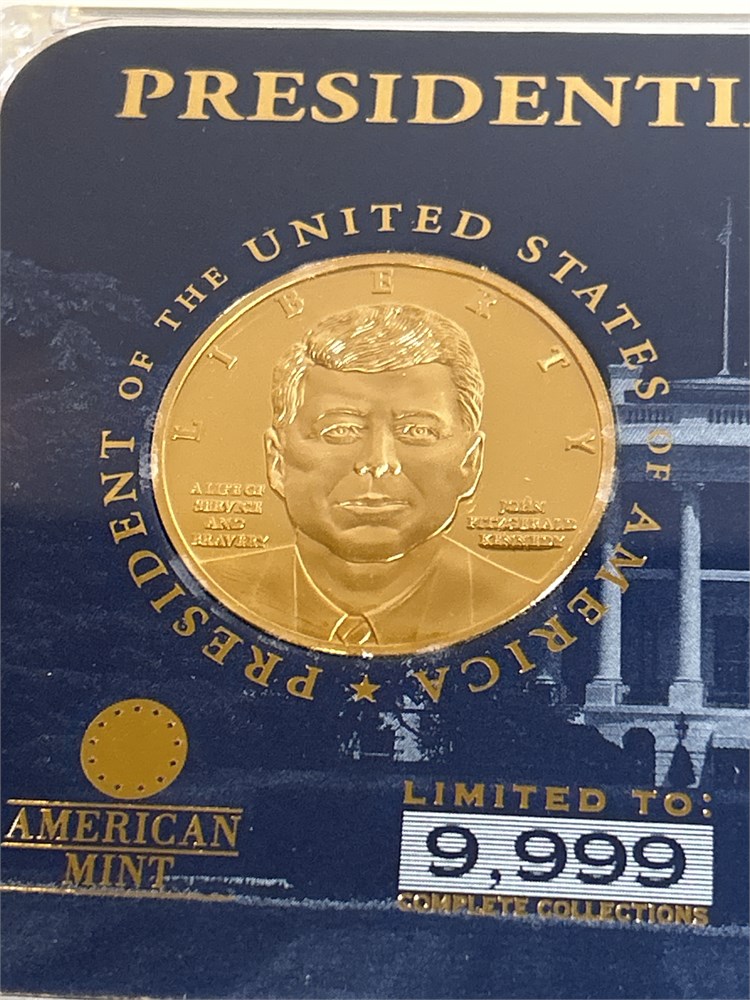 PRESIDENTI
PRESIDENT OF THE UNITED STATES OF AMERICA ★
LIBERTY
A LIFE OF
SERVICE
AND
BRAVERY
JOHN
FITZGERALD
KENNEDY
AMERICAN
MINT
LIMITED TO:
9,999
COMPLETE COLLECTIONS